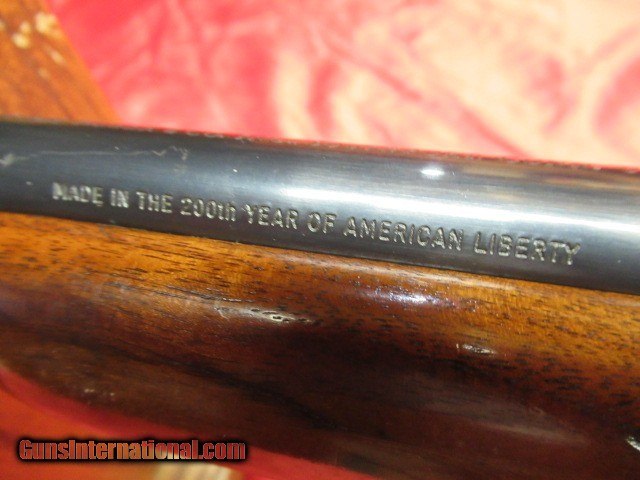 MADE IN THE 200th YEAR OF AMERICAN LIBERTY
GunsInternational.com